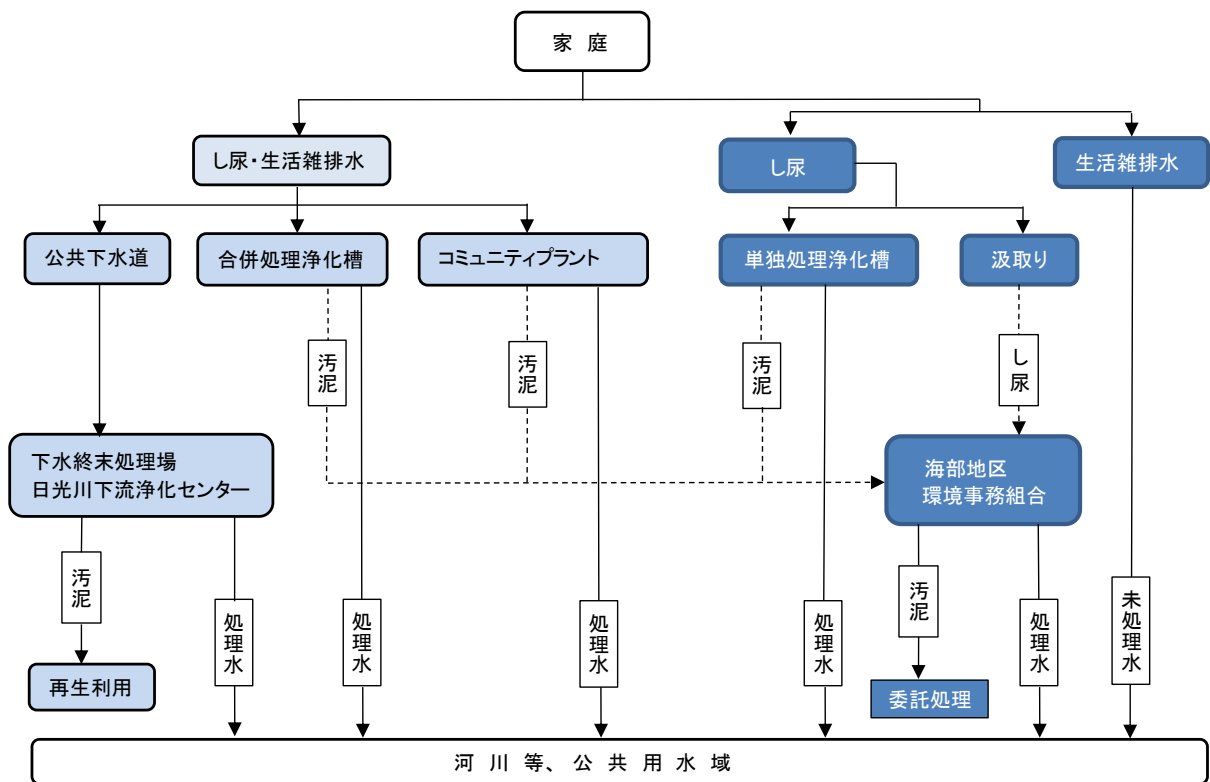 家 庭
し尿・生活雑排水
し尿
生活雑排水
公共下水道
合併処理浄化槽
コミュニティプラント
単独処理浄化槽
汲取り
汚泥
汚泥
汚泥
し尿
下水終末処理場
日光川下流浄化センター
海部地区
環境事務組合
汚泥
処理水
処理水
処理水
処理水
汚泥
処理水
未処理水
再生利用
委託処理
河 川 等、公 共 用 水 域